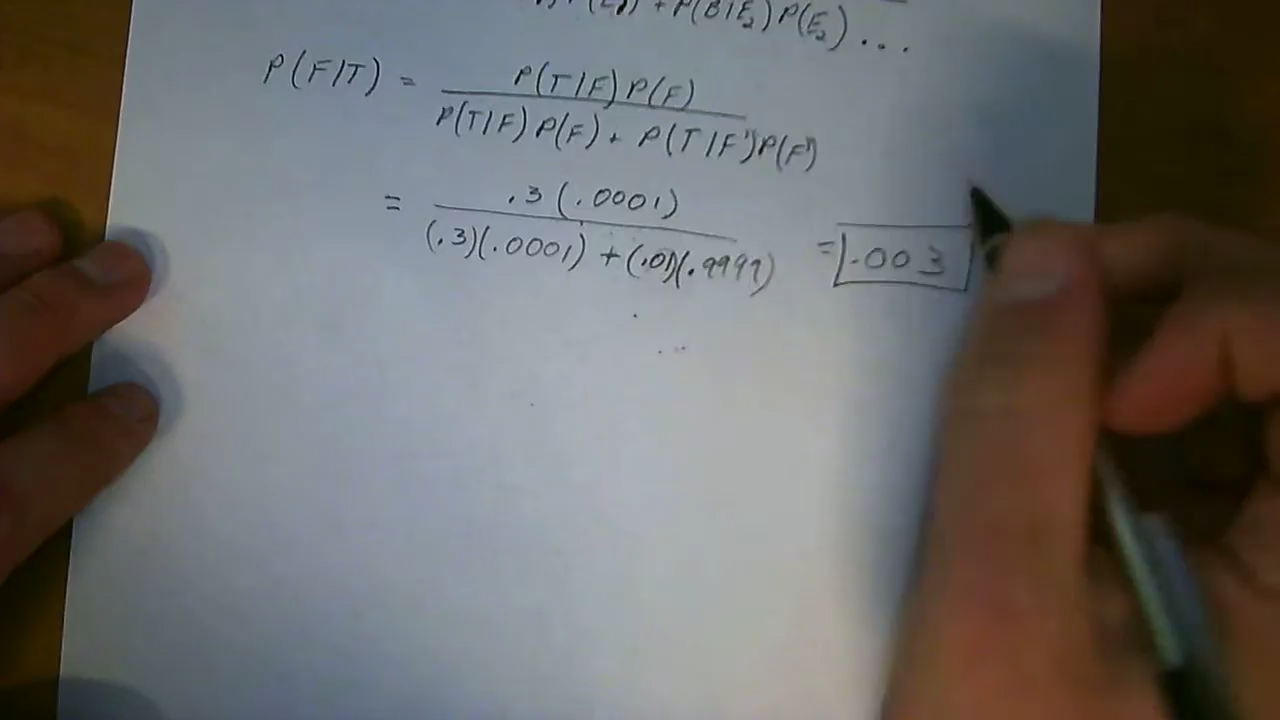 + P(B/E₂)P(E₂)...
P(F/T) = P(T/F)P(F)
P(T/F)P(F) + P(T/F')P(F')
= .3(.0001)
(.3)(.0001) + (.01)(.9999) = .003